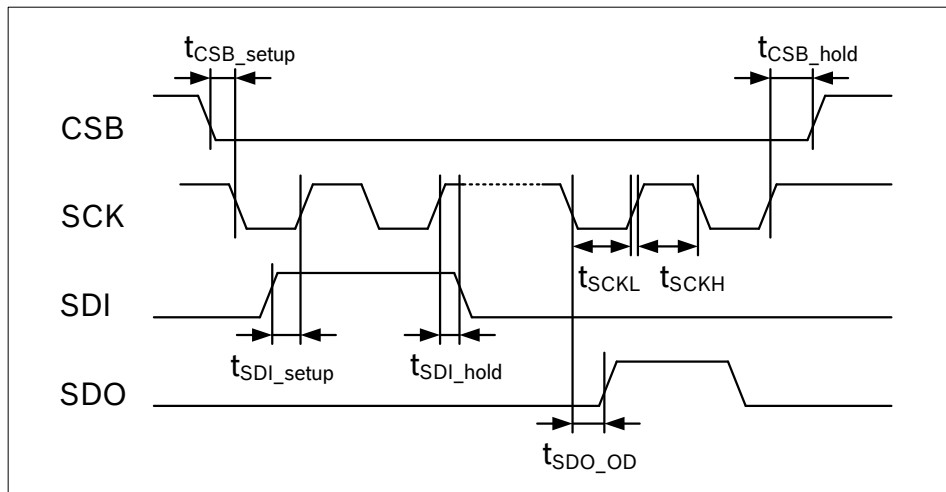 tCSB_setup
tCSB_hold
CSB
SCK
tSCKL
tSCKH
SDI
tSDI_setup
tSDI_hold
SDO
tSDO_OD